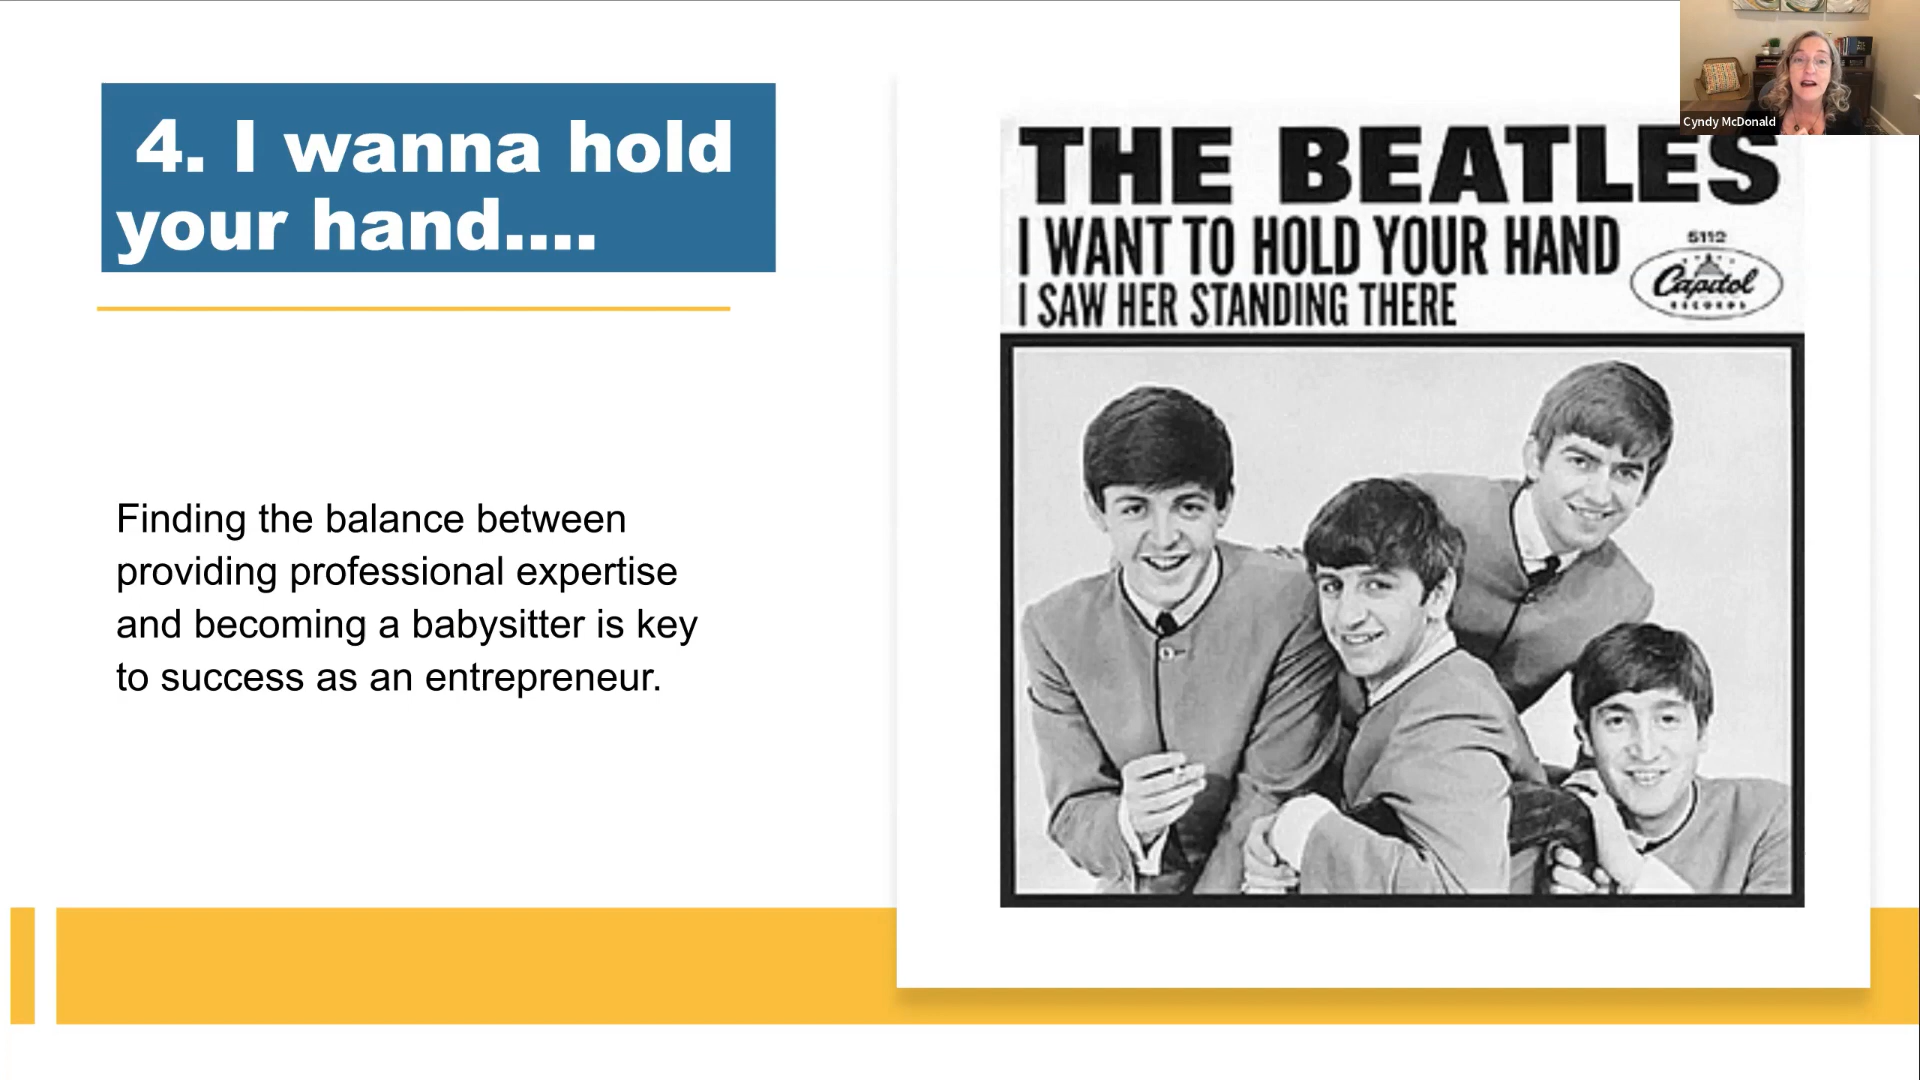 4. I wanna hold
your hand....
Finding the balance between
providing professional expertise
and becoming a babysitter is key
to success as an entrepreneur.
THE BEATLES
I WANT TO HOLD YOUR HAND
I SAW HER STANDING THERE
5112
Capitol
RECORDS
Cyndy McDonald